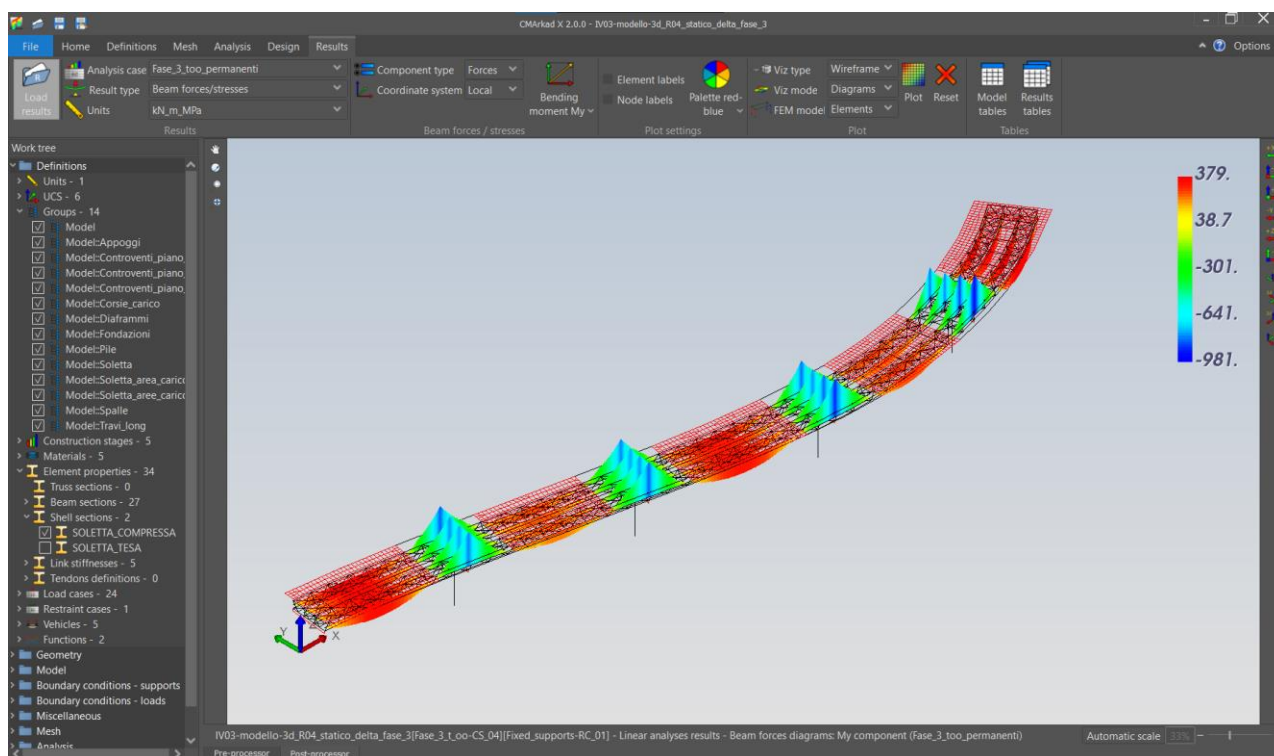 CMArkad X 2.0.0 - IV03-modello-3d_R04_statico_delta_fase_3
File Home Definitions Mesh Analysis Design Results Options
Load results
Analysis case Fase_3_too_permanenti
Result type Beam forces/stresses
Units kN_m_MPa
Results
Component type Forces
Coordinate system Local
Bending moment My
Beam forces / stresses
Element labels
Node labels
Palette red-blue
Plot settings
Viz type Wireframe
Viz mode Diagrams
FEM model Elements
Plot
Reset
Plot
Model tables
Results tables
Tables
Work tree
Definitions
Units - 1
UCS - 6
Groups - 14
Model
Model::Appoggi
Model::Controventi_piano_
Model::Controventi_piano_
Model::Controventi_piano_
Model::Corsie_carico
Model::Diaframmi
Model::Fondazioni
Model::Pile
Model::Soletta
Model::Soletta_area_carico
Model::Soletta_aree_carico
Model::Spalle
Model::Travi_long
Construction stages - 5
Materials - 5
Element properties - 34
Truss sections - 0
Beam sections - 27
Shell sections - 2
SOLETTA_COMPRESSA
SOLETTA_TESA
Link stiffnesses - 5
Tendons definitions - 0
Load cases - 24
Restraint cases - 1
Vehicles - 5
Functions - 2
Geometry
Model
Boundary conditions - supports
Boundary conditions - loads
Miscellaneous
Mesh
Analysis
379.
38.7
-301.
-641.
-981.
Y Z X
IV03-modello-3d_R04_statico_delta_fase_3[Fase_3_t_oo-CS_04][Fixed_supports-RC_01] - Linear analyses results - Beam forces diagrams: My component (Fase_3_too_permanenti)
Automatic scale 33%
Pre-processor Post-processor